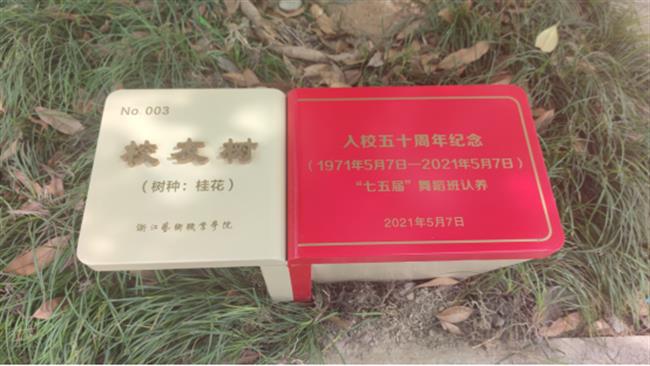 No 003
校友树
（树种：桂花）
浙江艺术职业学院
入校五十周年纪念
（1971年5月7日—2021年5月7日）
“七五届”舞蹈班认养
2021年5月7日